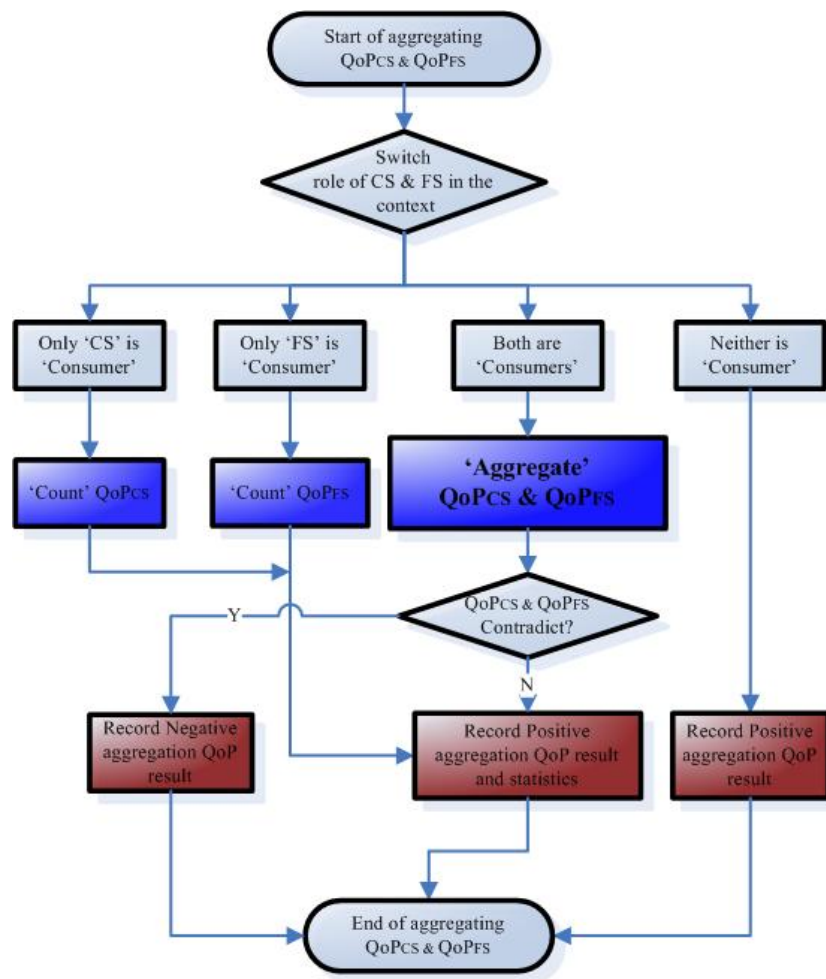 Start of aggregating
QoPCS & QoPFS
Switch
role of CS & FS in the
context
Only ‘CS’ is
‘Consumer’
Only ‘FS’ is
‘Consumer’
Both are
‘Consumers’
Neither is
‘Consumer’
‘Count’ QoPCS
‘Count’ QoPFS
‘Aggregate’
QoPCS & QoPFS
QoPCS & QoPFS
Contradict?
Y
N
Record Negative
aggregation QoP
result
Record Positive
aggregation QoP result
and statistics
Record Positive
aggregation QoP
result
End of aggregating
QoPCS & QoPFS